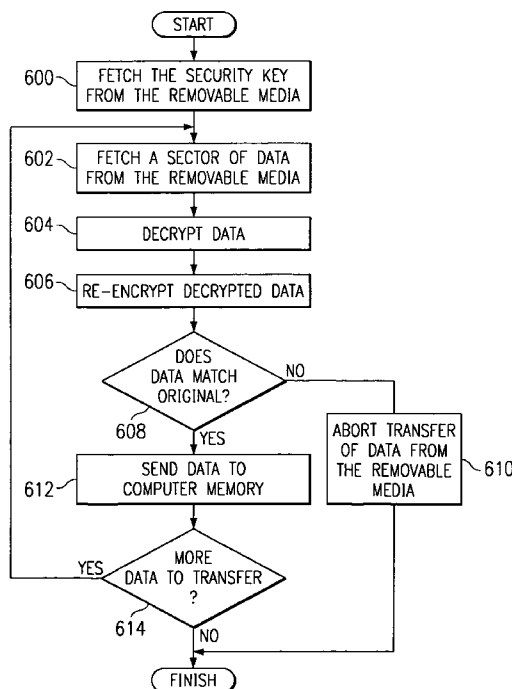 START
600
FETCH THE SECURITY KEY
FROM THE REMOVABLE MEDIA
602
FETCH A SECTOR OF DATA
FROM THE REMOVABLE MEDIA
604
DECRYPT DATA
606
RE-ENCRYPT DECRYPTED DATA
DOES
DATA MATCH
ORIGINAL?
NO
608
YES
ABORT TRANSFER
OF DATA FROM
THE REMOVABLE
MEDIA
610
612
SEND DATA TO
COMPUTER MEMORY
YES
MORE
DATA TO TRANSFER
?
614
NO
FINISH